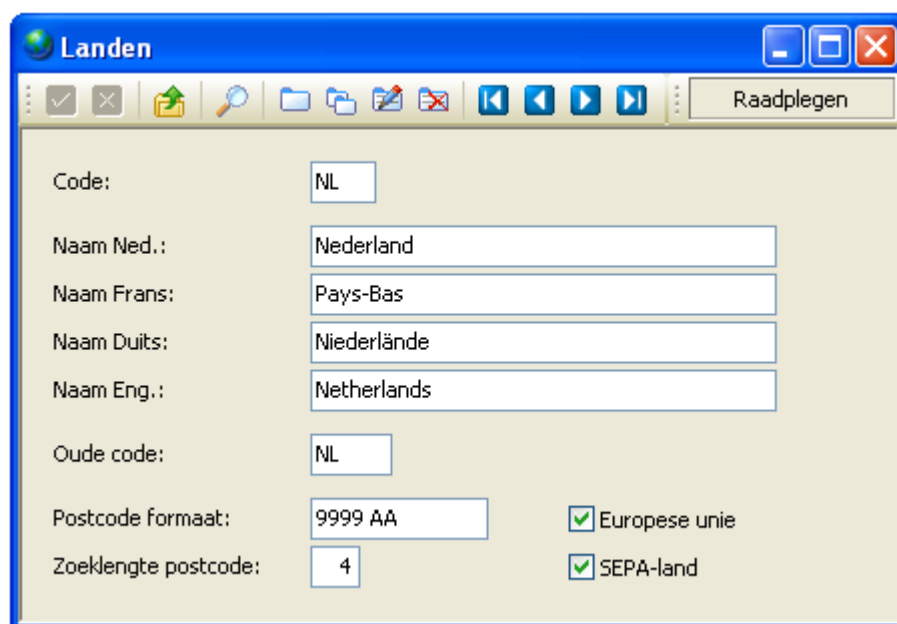 Landen
Raadplegen
Code: NL
Naam Ned.: Nederland
Naam Frans: Pays-Bas
Naam Duits: Niederlände
Naam Eng.: Netherlands
Oude code: NL
Postcode formaat: 9999 AA Europese unie
Zoeklengte postcode: 4 SEPA-land